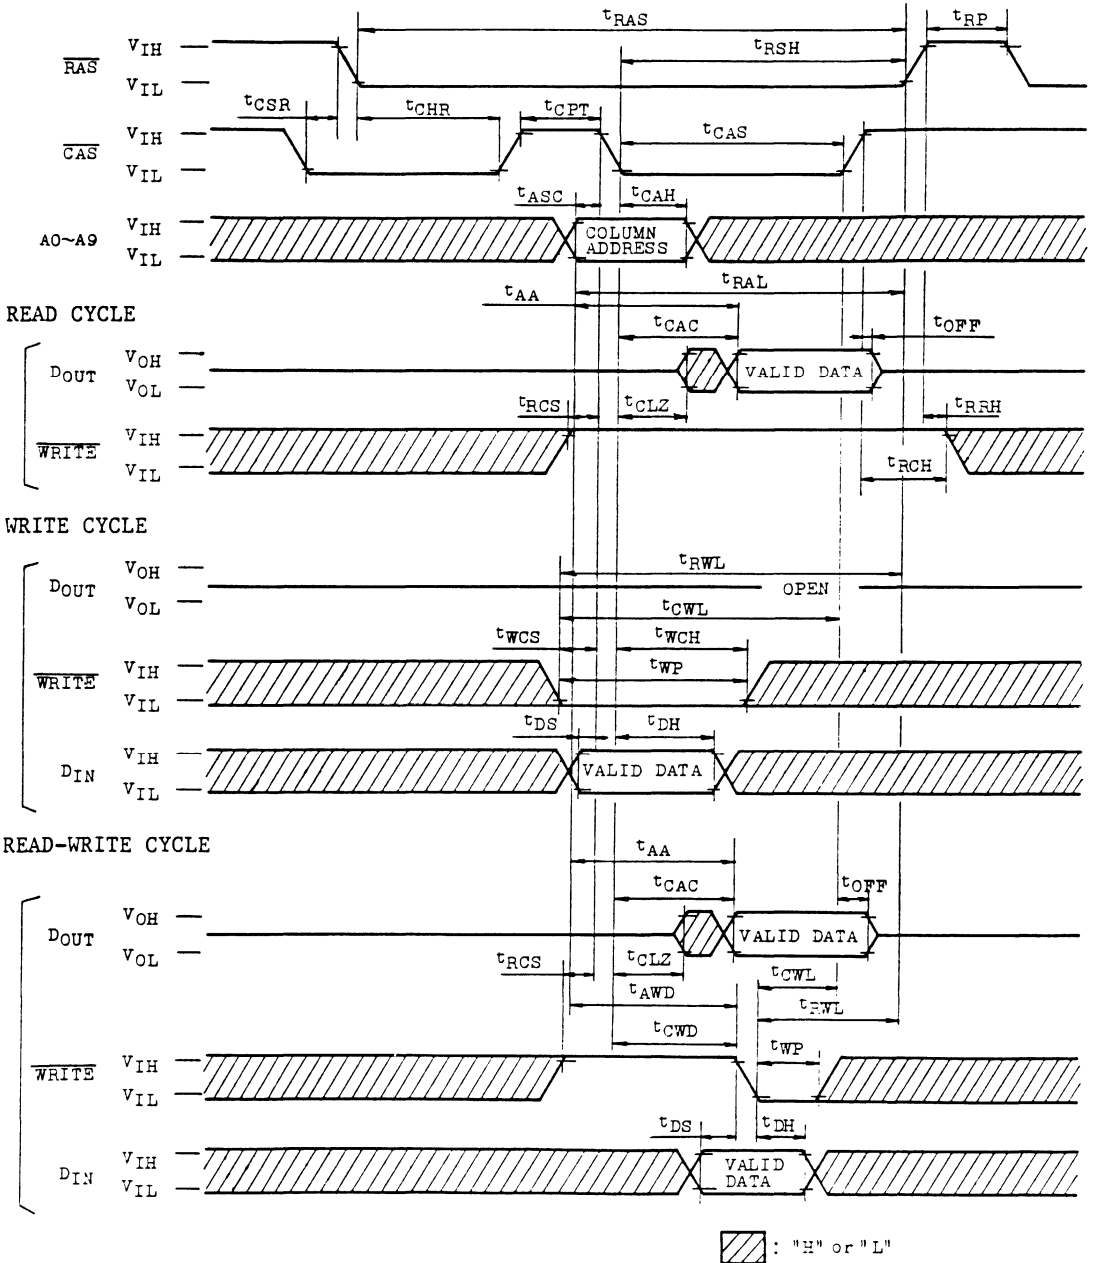 tRAS
tRP
tRSH
RAS
VIH
VIL
tCSR
tCHR
tCPT
tCAS
CAS
VIH
VIL
tASC
tCAH
A0~A9
VIH
VIL
COLUMN
ADDRESS
tRAL
tAA
READ CYCLE
tCAC
tOFF
DOUT
VOH
VOL
VALID DATA
tRCS
tCLZ
tRRH
WRITE
VIH
VIL
tRCH
WRITE CYCLE
tRWL
DOUT
VOH
VOL
OPEN
tCWL
tWCS
tWCH
WRITE
VIH
VIL
tWP
tDS
tDH
DIN
VIH
VIL
VALID DATA
READ-WRITE CYCLE
tAA
tCAC
tOFF
DOUT
VOH
VOL
VALID DATA
tRCS
tCLZ
tCWL
tAWD
tRWL
tCWD
tWP
WRITE
VIH
VIL
tDS
tDH
DIN
VIH
VIL
VALID
DATA
: "H" or "L"